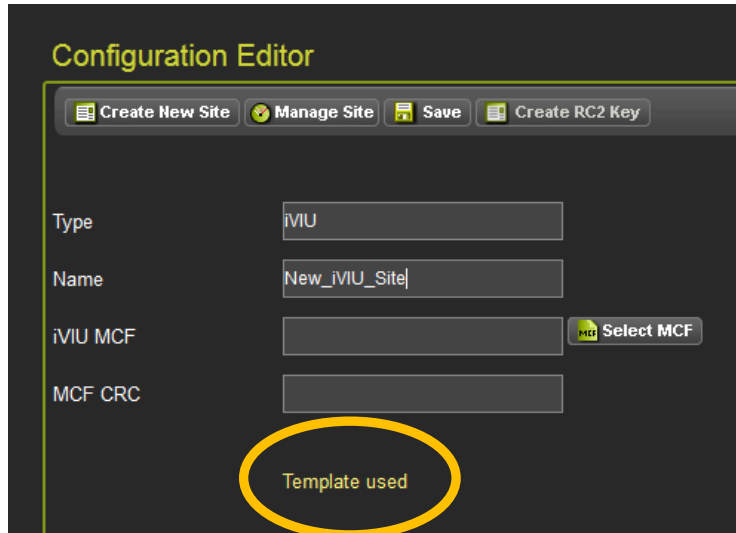 Configuration Editor
Create New Site Manage Site Save Create RC2 Key
Type iVIU
Name New_iVIU_Site
iVIU MCF MCF Select MCF
MCF CRC
Template used